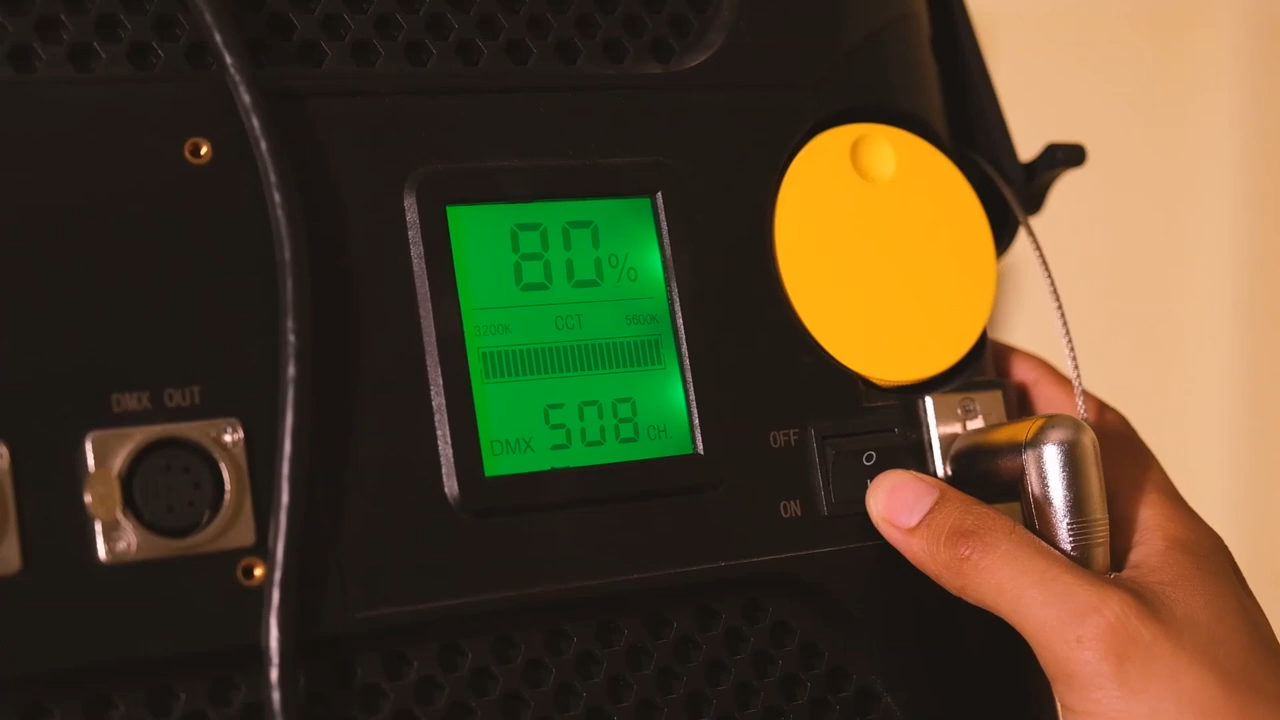 80%
3200K CCT 5600K
DMX 508 CH.
DMX OUT
OFF
ON